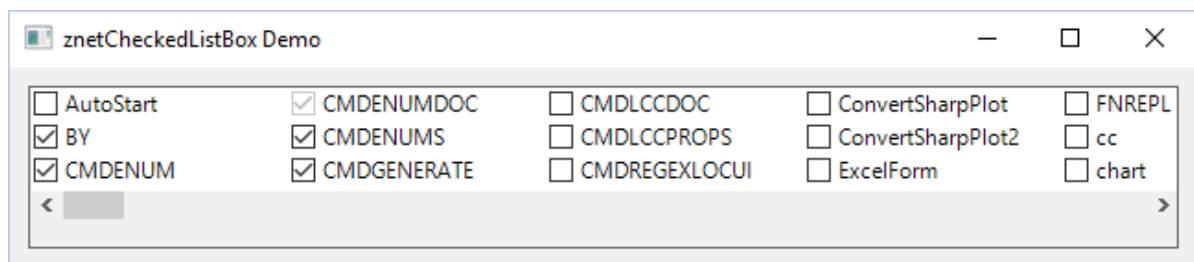 znetCheckedListBox Demo
AutoStart CMDENUMDOC CMDLCCDOC ConvertSharpPlot FNREPL
BY CMDENUMS CMDLCCPROPS ConvertSharpPlot2 cc
CMDENUM CMDGENERATE CMDREGEXLOCUI ExcelForm chart